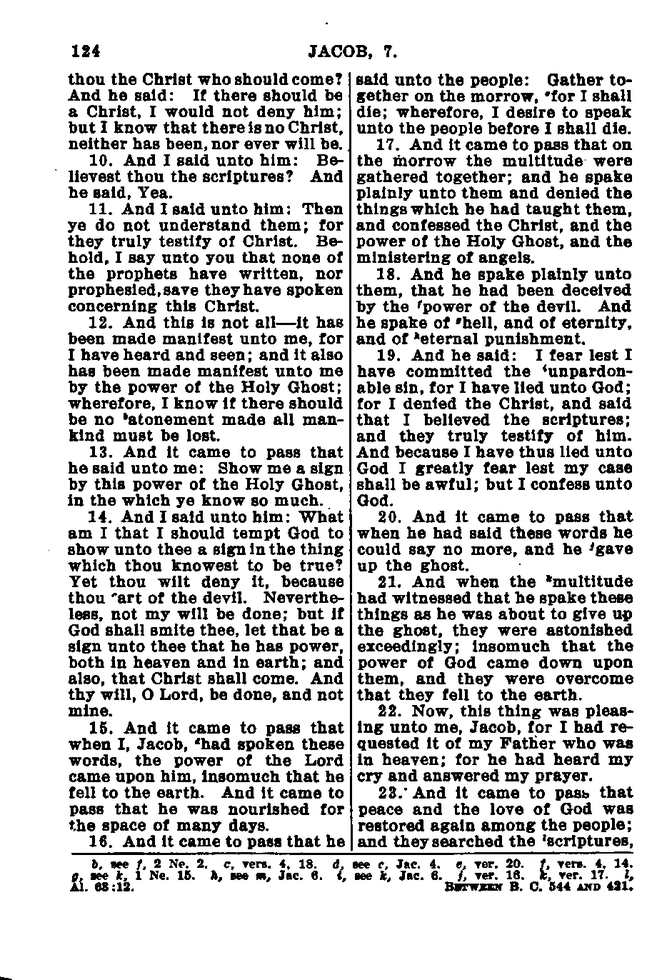 124
JACOB, 7.
thou the Christ who should come?
And he said: If there should be
a Christ, I would not deny him;
but I know that there is no Christ,
neither has been, nor ever will be.
10. And I said unto him: Be-
lievest thou the scriptures? And
he said, Yea.
11. And I said unto him: Then
ye do not understand them; for
they truly testify of Christ. Be-
hold, I say unto you that none of
the prophets have written, nor
prophesied, save they have spoken
concerning this Christ.
12. And this is not all—it has
been made manifest unto me, for
I have heard and seen; and it also
has been made manifest unto me
by the power of the Holy Ghost;
wherefore, I know if there should
be no ᵇatonement made all man-
kind must be lost.
13. And it came to pass that
he said unto me: Show me a sign
by this power of the Holy Ghost,
in the which ye know so much.
14. And I said unto him: What
am I that I should tempt God to
show unto thee a sign in the thing
which thou knowest to be true?
Yet thou wilt deny it, because
thou ᶜart of the devil. Neverthe-
less, not my will be done; but if
God shall smite thee, let that be a
sign unto thee that he has power,
both in heaven and in earth; and
also, that Christ shall come. And
thy will, O Lord, be done, and not
mine.
15. And it came to pass that
when I, Jacob, ᵈhad spoken these
words, the power of the Lord
came upon him, insomuch that he
fell to the earth. And it came to
pass that he was nourished for
the space of many days.
16. And it came to pass that he
said unto the people: Gather to-
gether on the morrow, ᵉfor I shall
die; wherefore, I desire to speak
unto the people before I shall die.
17. And it came to pass that on
the morrow the multitude were
gathered together; and he spake
plainly unto them and denied the
things which he had taught them,
and confessed the Christ, and the
power of the Holy Ghost, and the
ministering of angels.
18. And he spake plainly unto
them, that he had been deceived
by the ᶠpower of the devil. And
he spake of ᵍhell, and of eternity,
and of ʰeternal punishment.
19. And he said: I fear lest I
have committed the ⁱunpardon-
able sin, for I have lied unto God;
for I denied the Christ, and said
that I believed the scriptures;
and they truly testify of him.
And because I have thus lied unto
God I greatly fear lest my case
shall be awful; but I confess unto
God.
20. And it came to pass that
when he had said these words he
could say no more, and he ʲgave
up the ghost.
21. And when the ᵏmultitude
had witnessed that he spake these
things as he was about to give up
the ghost, they were astonished
exceedingly; insomuch that the
power of God came down upon
them, and they were overcome
that they fell to the earth.
22. Now, this thing was pleas-
ing unto me, Jacob, for I had re-
quested it of my Father who was
in heaven; for he had heard my
cry and answered my prayer.
23. And it came to pass that
peace and the love of God was
restored again among the people;
and they searched the ˡscriptures,
b, see f, 2 Ne. 2. c, vers. 4, 18. d, see c, Jac. 4. e, ver. 20. f, vers. 4, 14.
g, see k, 1 Ne. 15. h, see m, Jac. 6. i, see k, Jac. 6. j, ver. 16. k, ver. 17. l,
Al. 63:12. BETWEEN B. C. 544 AND 421.